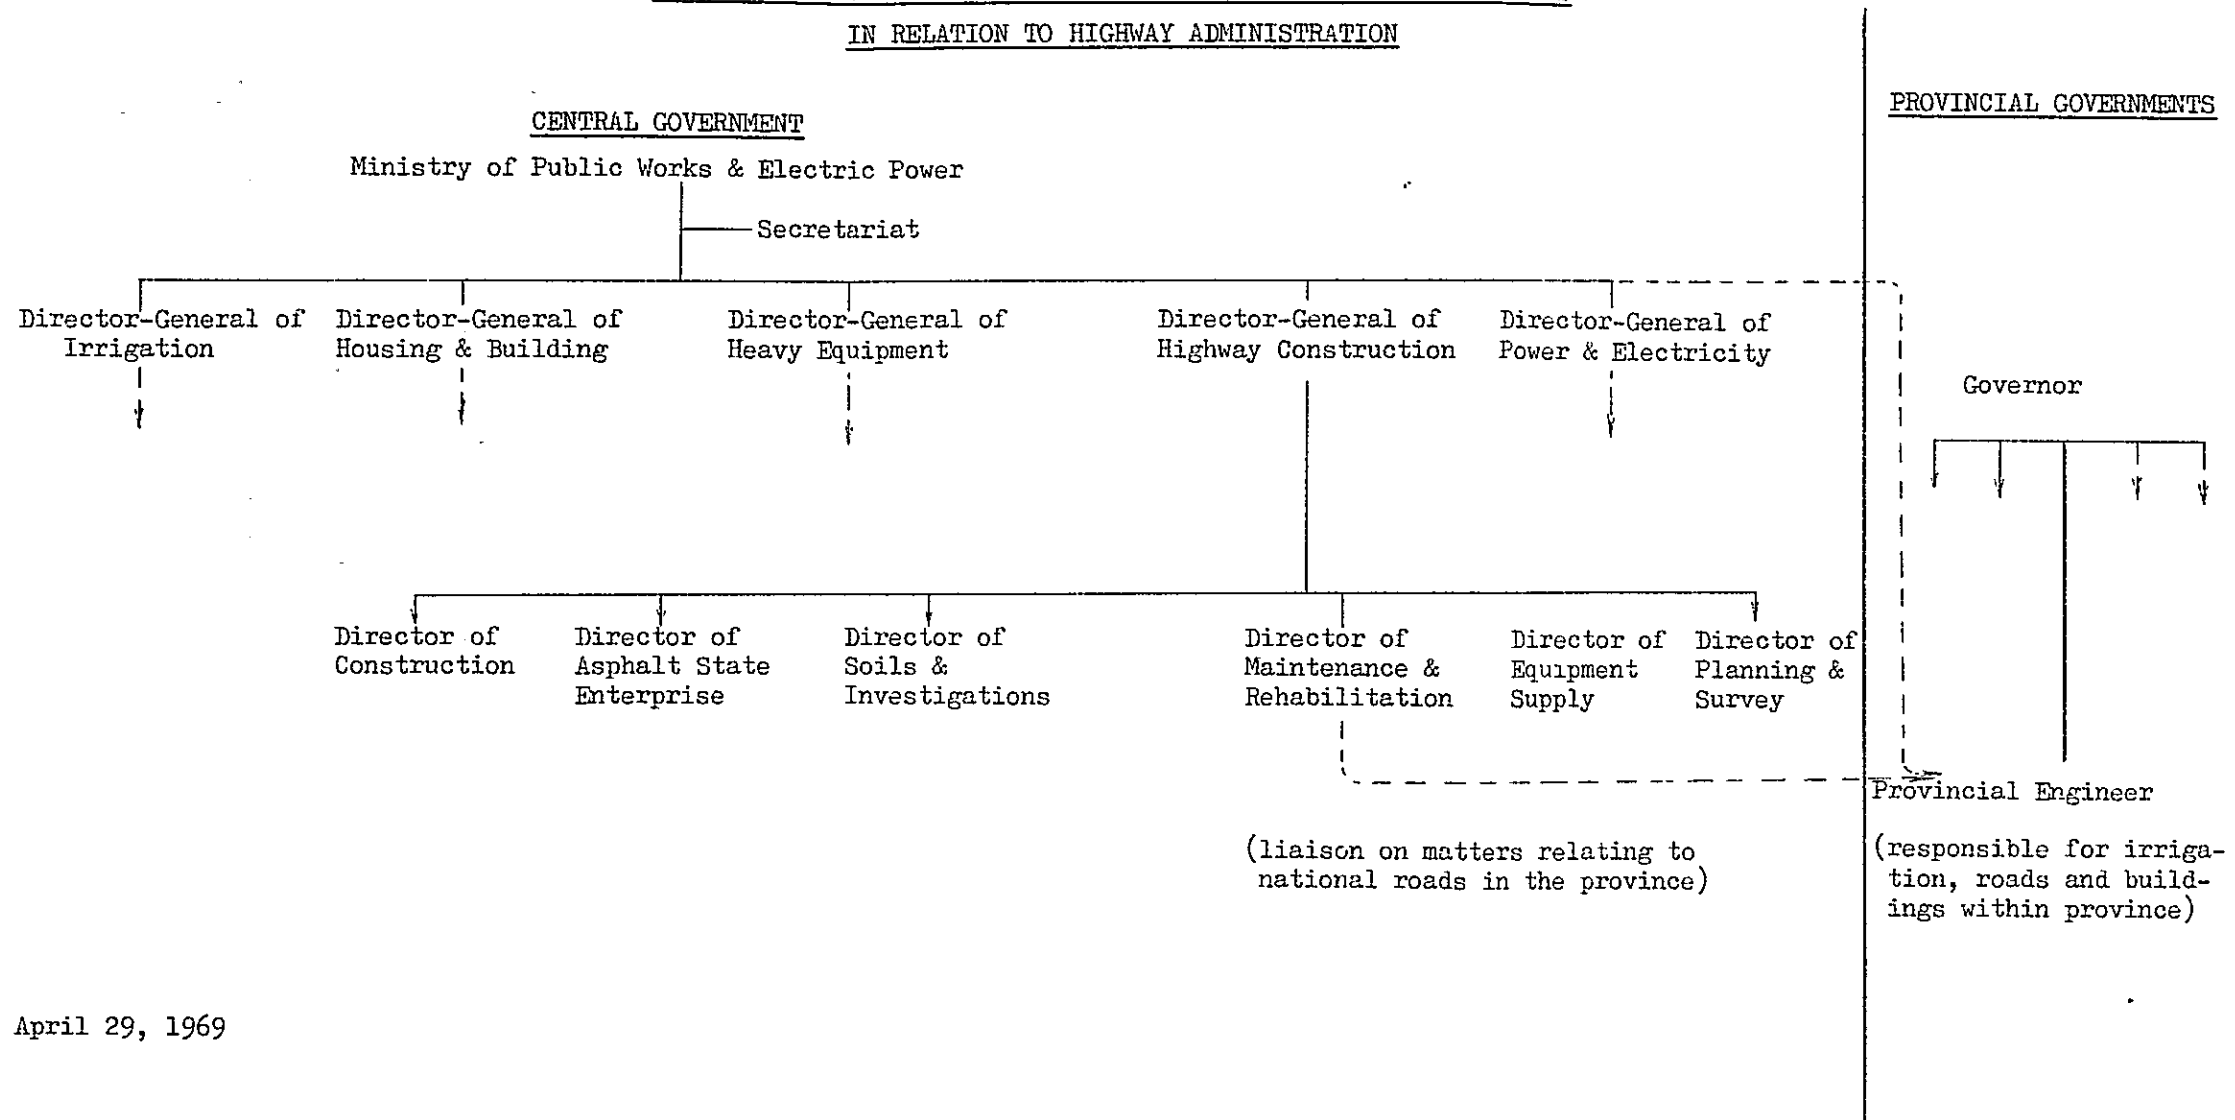 IN RELATION TO HIGHWAY ADMINISTRATION
CENTRAL GOVERNMENT
PROVINCIAL GOVERNMENTS
Ministry of Public Works & Electric Power
Secretariat
Director-General of
Irrigation
Director-General of
Housing & Building
Director-General of
Heavy Equipment
Director-General of
Highway Construction
Director-General of
Power & Electricity
Governor
Director of
Construction
Director of
Asphalt State
Enterprise
Director of
Soils &
Investigations
Director of
Maintenance &
Rehabilitation
Director of
Equipment
Supply
Director of
Planning &
Survey
Provincial Engineer
(liaison on matters relating to
national roads in the province)
(responsible for irriga-
tion, roads and build-
ings within province)
April 29, 1969